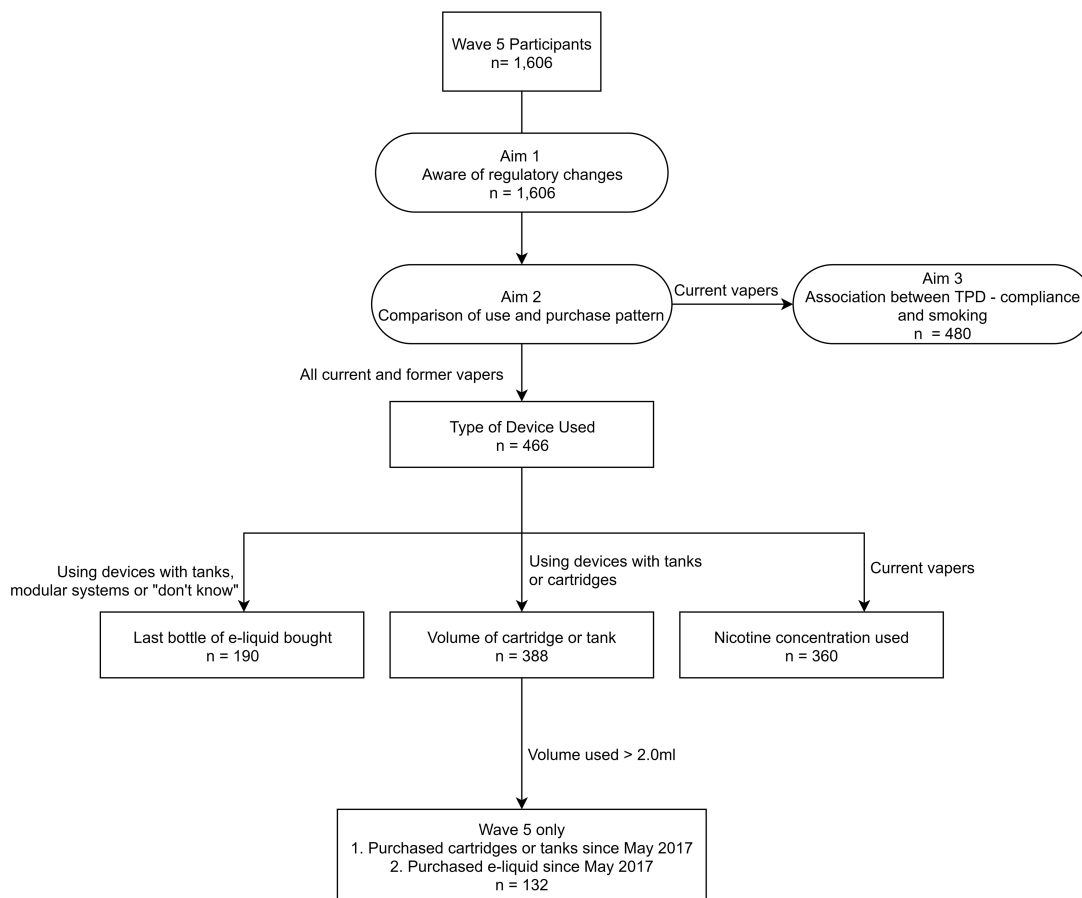 Wave 5 Participants
n= 1,606
Aim 1
Aware of regulatory changes
n = 1,606
Aim 2
Comparison of use and purchase pattern
Current vapers
Aim 3
Association between TPD - compliance
and smoking
n = 480
All current and former vapers
Type of Device Used
n = 466
Using devices with tanks,
modular systems or "don't know"
Using devices with tanks
or cartridges
Current vapers
Last bottle of e-liquid bought
n = 190
Volume of cartridge or tank
n = 388
Nicotine concentration used
n = 360
Volume used > 2.0ml
Wave 5 only
1. Purchased cartridges or tanks since May 2017
2. Purchased e-liquid since May 2017
n = 132